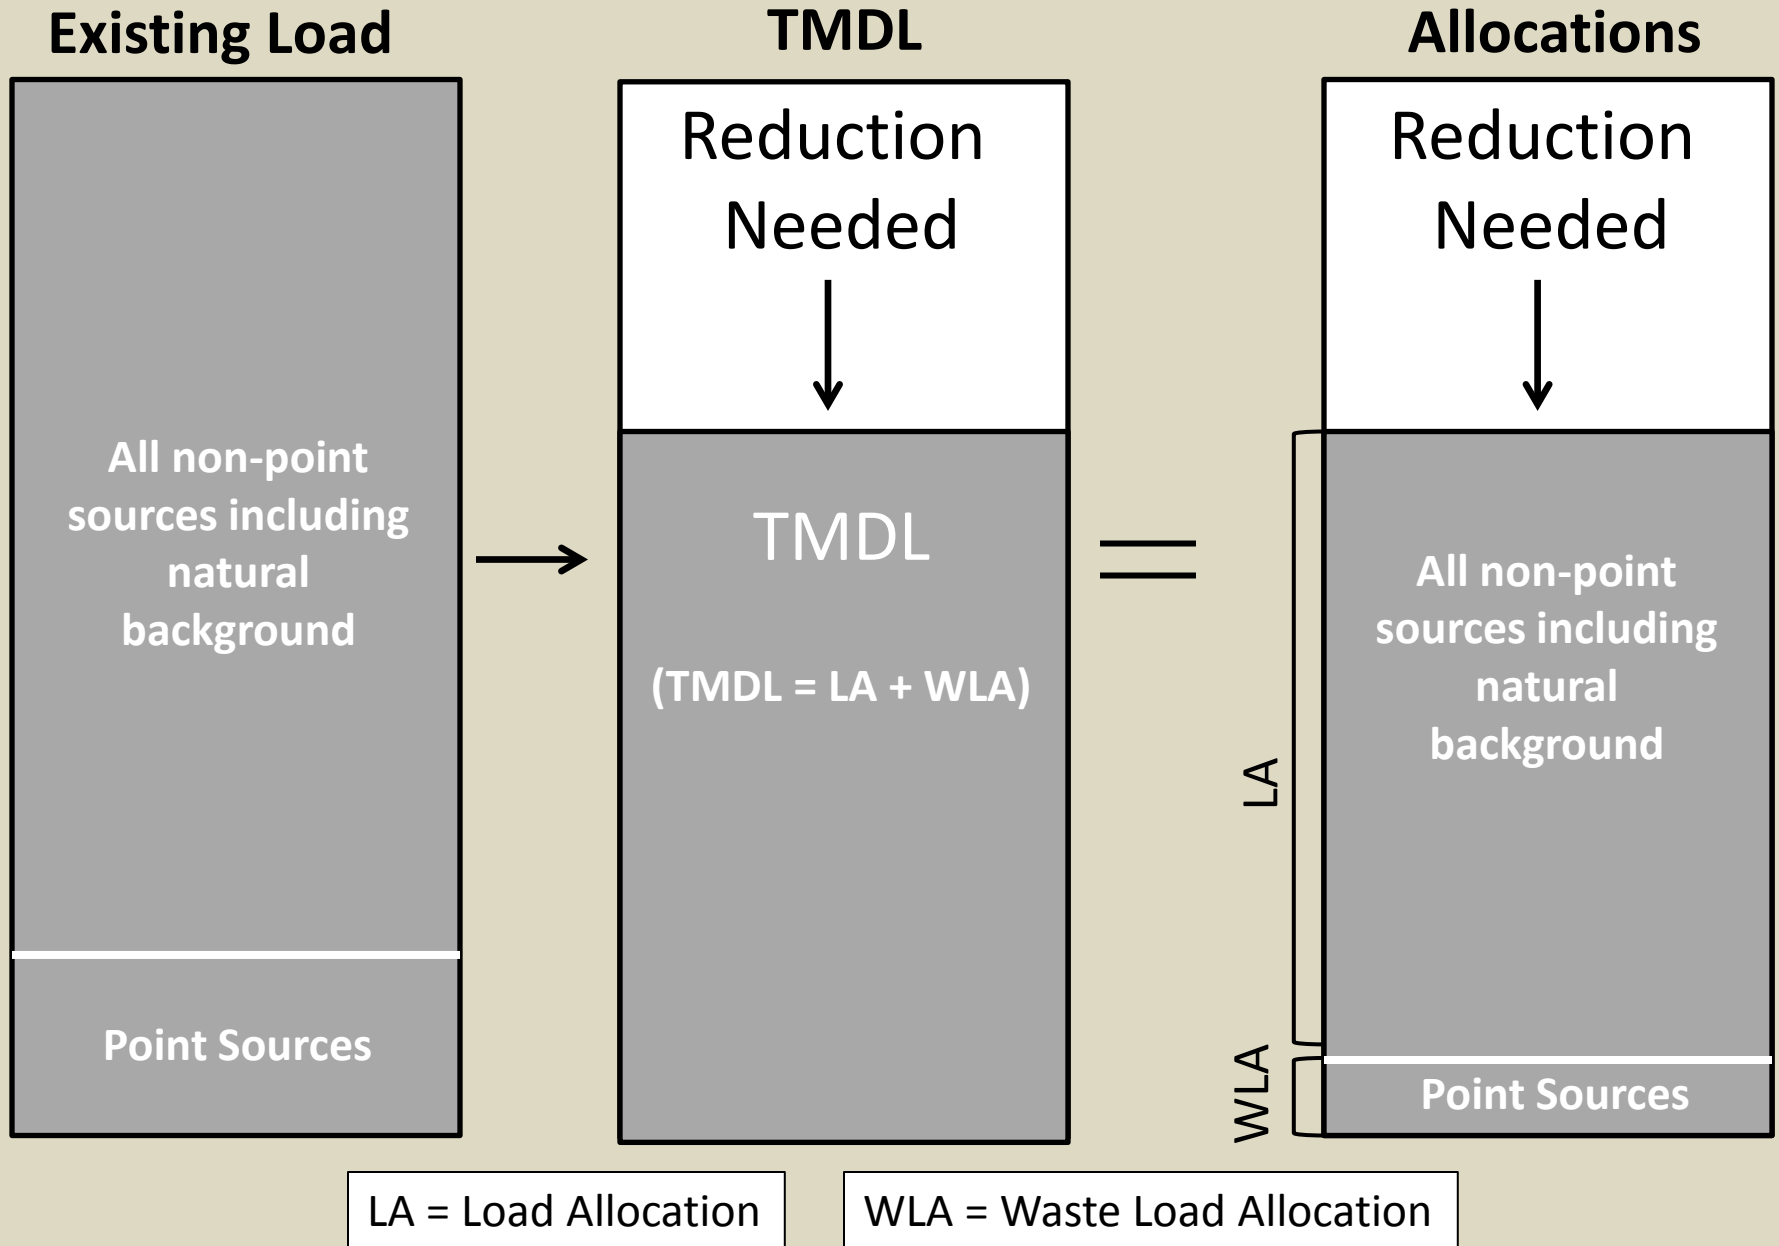 Existing Load
All non-point
sources including
natural
background
Point Sources
TMDL
Reduction
Needed
TMDL
(TMDL = LA + WLA)
Allocations
Reduction
Needed
LA
All non-point
sources including
natural
background
WLA
Point Sources
LA = Load Allocation
WLA = Waste Load Allocation